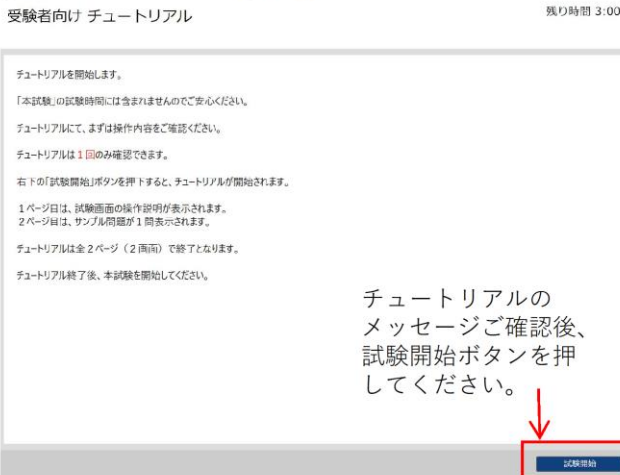 受験者向け チュートリアル
残り時間 3:00
チュートリアルを開始します。
「本試験」の試験時間には含まれませんのでご安心ください。
チュートリアルにて、まずは操作内容をご確認ください。
チュートリアルは1回のみ確認できます。
右下の「試験開始」ボタンを押下すると、チュートリアルが開始されます。
1ページ目は、試験画面の操作説明が表示されます。
2ページ目は、サンプル問題が1問表示されます。
チュートリアルは全2ページ（2画面）で終了となります。
チュートリアル終了後、本試験を開始してください。
チュートリアルの
メッセージご確認後、
試験開始ボタンを押
してください。
試験開始